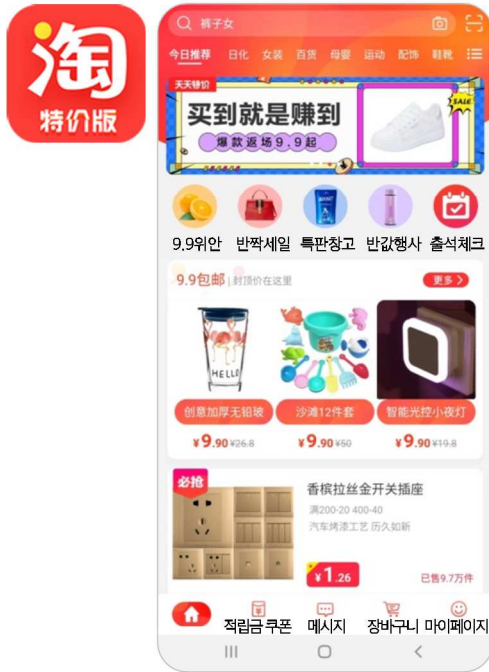 淘
特价版
裤子女
今日推荐 日化 女装 百货 母婴 运动 配饰 鞋靴
天天特价
买到就是赚到
爆款返场9.9起
SALE
9.9위안 반짝세일 특판창고 반값행사 출석체크
9.9包邮 | 封顶价在这里 更多 >
HELLO
创意加厚无铅玻 沙滩12件套 智能光控小夜灯
¥9.90 ¥26.8 ¥9.90 ¥50 ¥9.90 ¥19.8
必抢
香槟拉丝金开关插座
满200-20 400-40
汽车烤漆工艺 历久如新
¥1.26 已售9.7万件
적립금 쿠폰 메시지 장바구니 마이페이지